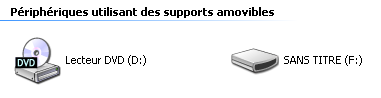 Périphériques utilisant des supports amovibles
DVD
Lecteur DVD (D:)
SANS TITRE (F:)